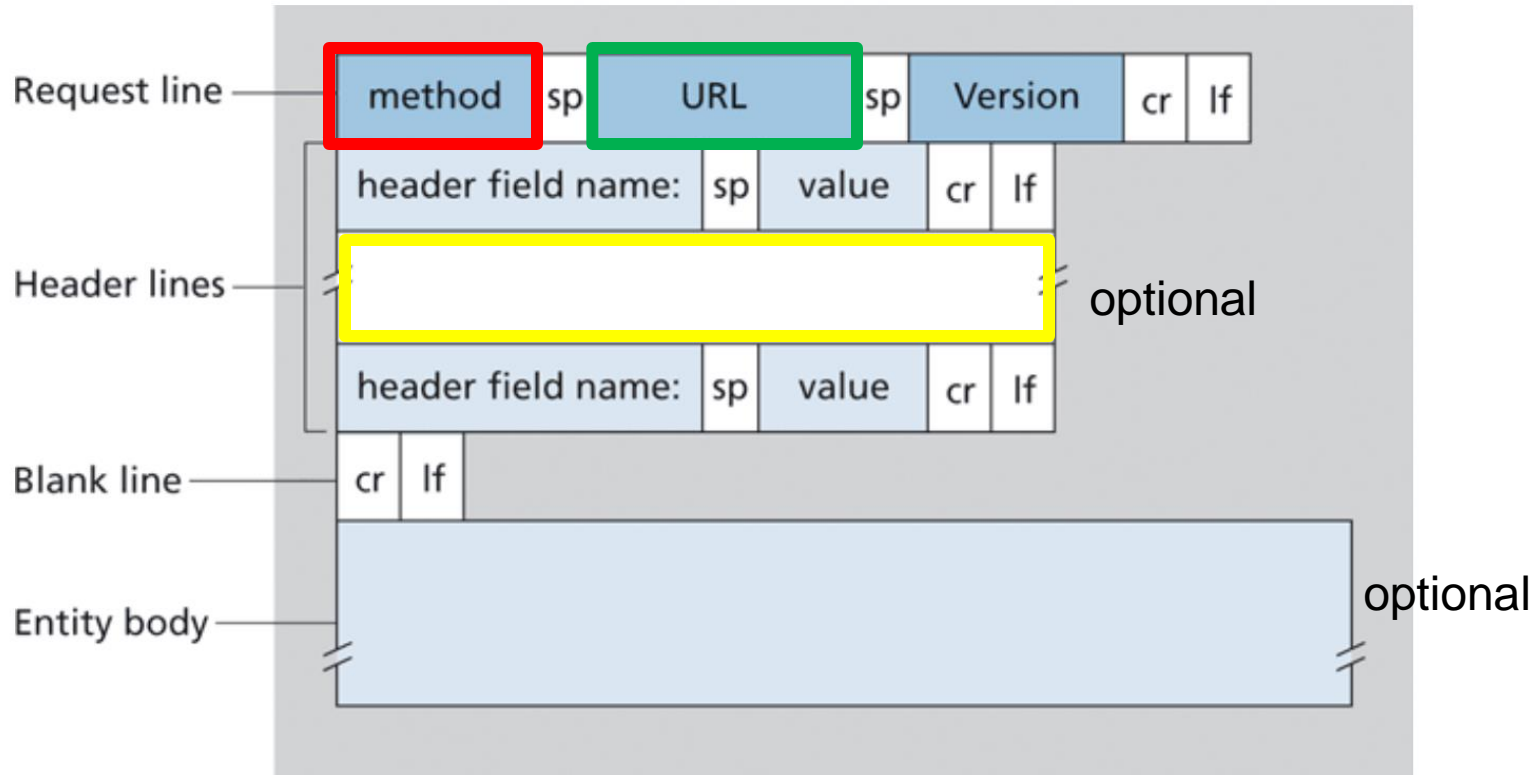 Request line method sp URL sp Version cr lf
header field name: sp value cr lf
Header lines optional
header field name: sp value cr lf
Blank line cr lf
Entity body optional